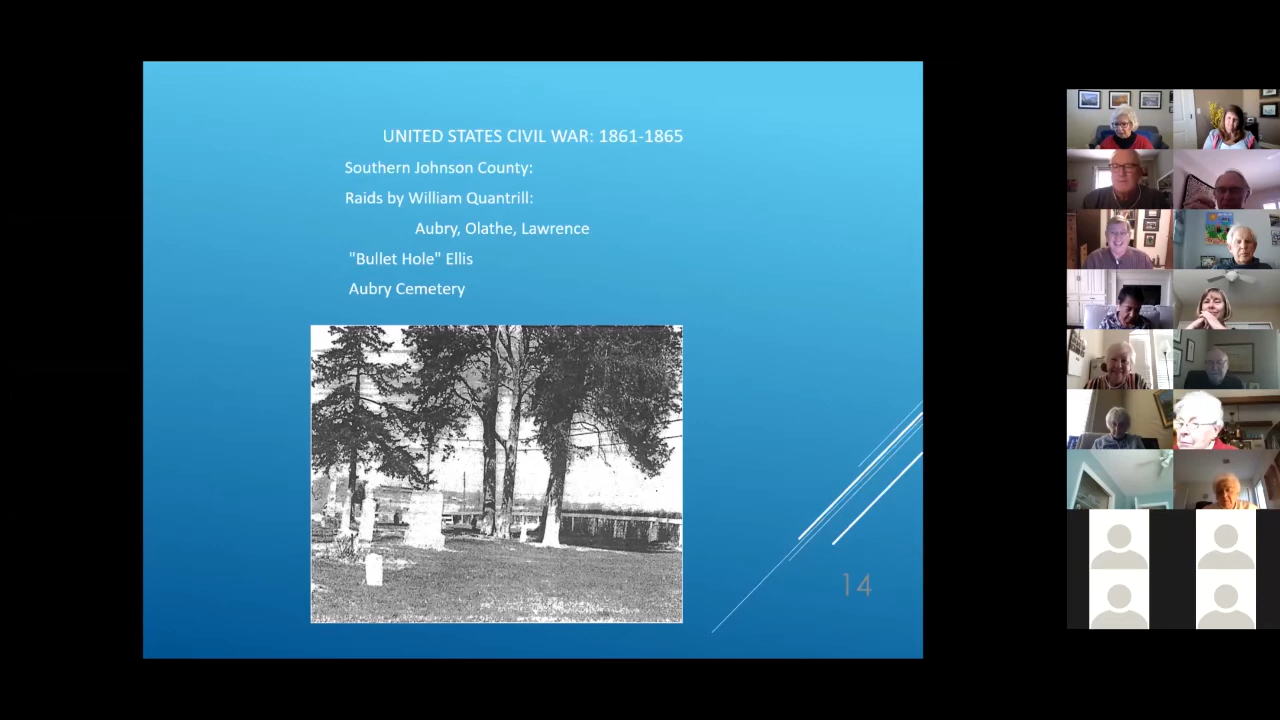 UNITED STATES CIVIL WAR: 1861-1865
Southern Johnson County:
Raids by William Quantrill:
Aubry, Olathe, Lawrence
"Bullet Hole" Ellis
Aubry Cemetery
14